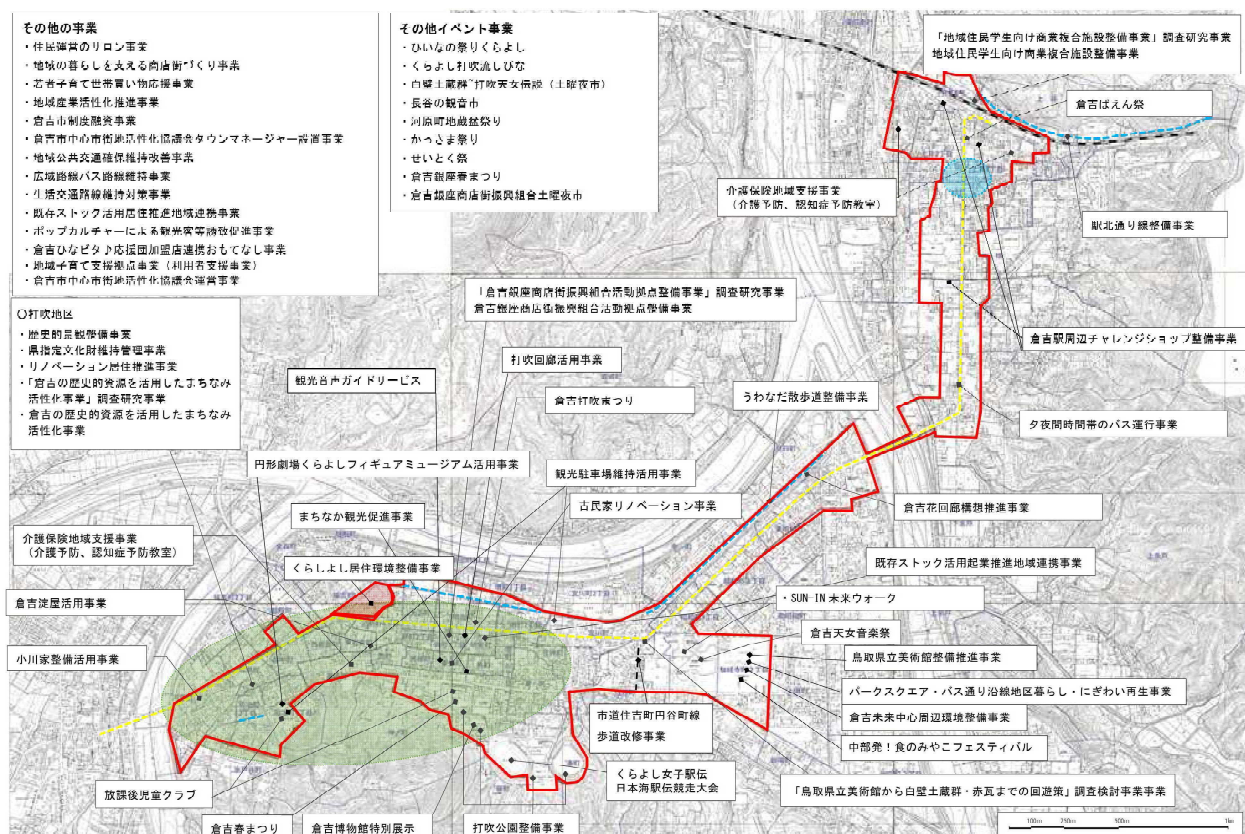 その他の事業
・住民運営のサロン事業
・地域の暮らしを支える商店街づくり事業
・若者子育て世帯買い物応援事業
・地域産業活性化推進事業
・倉吉市制度融資事業
・倉吉市中心市街地活性化協議会タウンマネージャー設置事業
・地域公共交通確保維持改善事業
・広域路線バス路線維持事業
・生活交通路線維持対策事業
・既存ストック活用居住推進地域連携事業
・ポップカルチャーによる観光客等誘致促進事業
・倉吉ひなビタ♪応援団加盟店連携おもてなし事業
・地域子育て支援拠点事業（利用者支援事業）
・倉吉市中心市街地活性化協議会運営事業
その他イベント事業
・ひいなの祭りくらよし
・くらよし打吹流しびな
・白壁土蔵群~打吹天女伝説（土曜夜市）
・長谷の観音市
・河原町地蔵盆祭り
・かっさま祭り
・せいとく祭
・倉吉銀座春まつり
・倉吉銀座商店街振興組合土曜夜市
「地域住民学生向け商業複合施設整備事業」調査研究事業
地域住民学生向け商業複合施設整備事業
倉吉ばえん祭
介護保険地域支援事業
（介護予防、認知症予防教室）
駅北通り線整備事業
倉吉駅周辺チャレンジショップ整備事業
夕夜間時間帯のバス運行事業
〇打吹地区
・歴史的景観整備事業
・県指定文化財維持管理事業
・リノベーション居住推進事業
・「倉吉の歴史的資源を活用したまちなみ
活性化事業」調査研究事業
・倉吉の歴史的資源を活用したまちなみ
活性化事業
「倉吉銀座商店街振興組合活動拠点整備事業」調査研究事業
倉吉銀座商店街振興組合活動拠点整備事業
打吹回廊活用事業
観光音声ガイドサービス
倉吉打吹まつり
うわなだ散歩道整備事業
円形劇場くらよしフィギュアミュージアム活用事業
観光駐車場維持活用事業
古民家リノベーション事業
まちなか観光促進事業
倉吉花回廊構想推進事業
介護保険地域支援事業
（介護予防、認知症予防教室）
くらしよし居住環境整備事業
既存ストック活用起業推進地域連携事業
倉吉淀屋活用事業
・SUN-IN 未来ウォーク
倉吉天女音楽祭
小川家整備活用事業
鳥取県立美術館整備推進事業
パークスクエア・バス通り沿線地区暮らし・にぎわい再生事業
倉吉未来中心周辺環境整備事業
市道住吉町円谷町線
歩道改修事業
中部発！食のみやこフェスティバル
くらよし女子駅伝
日本海駅伝競走大会
「鳥取県立美術館から白壁土蔵群・赤瓦までの回遊策」調査検討事業事業
放課後児童クラブ
倉吉春まつり
倉吉博物館特別展示
打吹公園整備事業
100m 250m 500m 1km